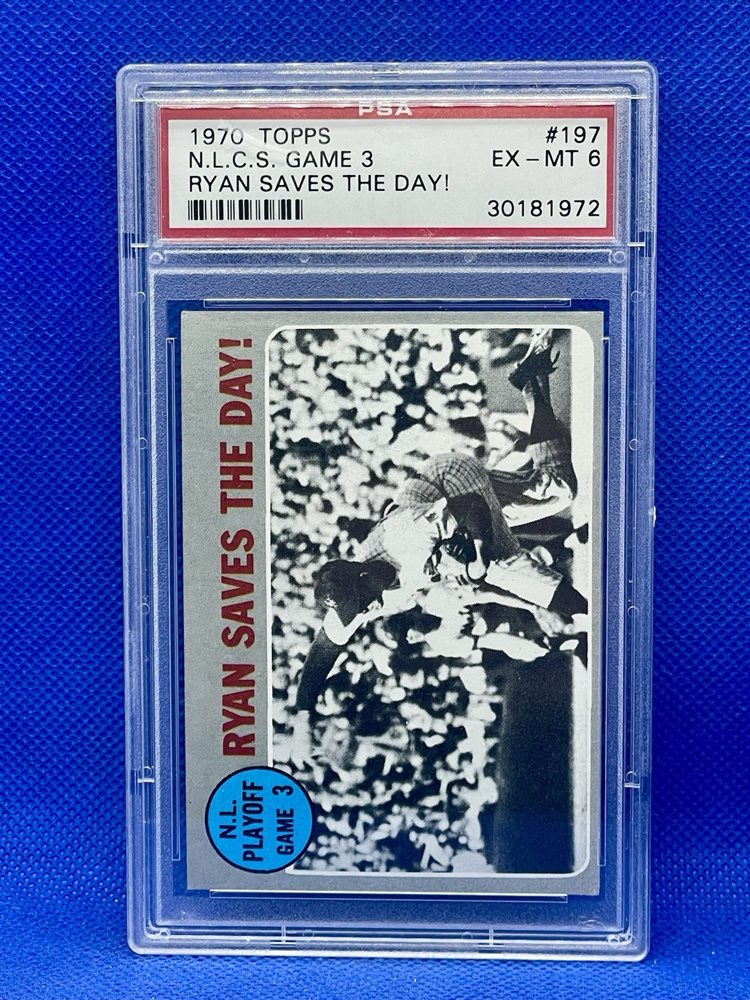 PSA
1970 TOPPS #197
N.L.C.S. GAME 3 EX - MT 6
RYAN SAVES THE DAY!
30181972
RYAN SAVES THE DAY!
N.L.
PLAYOFF
GAME 3